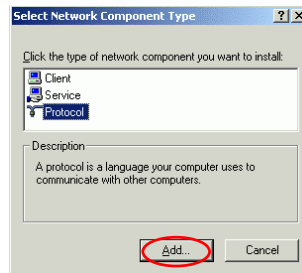 Select Network Component Type
Click the type of network component you want to install:
Client
Service
Protocol
Description
A protocol is a language your computer uses to
communicate with other computers.
Add...
Cancel